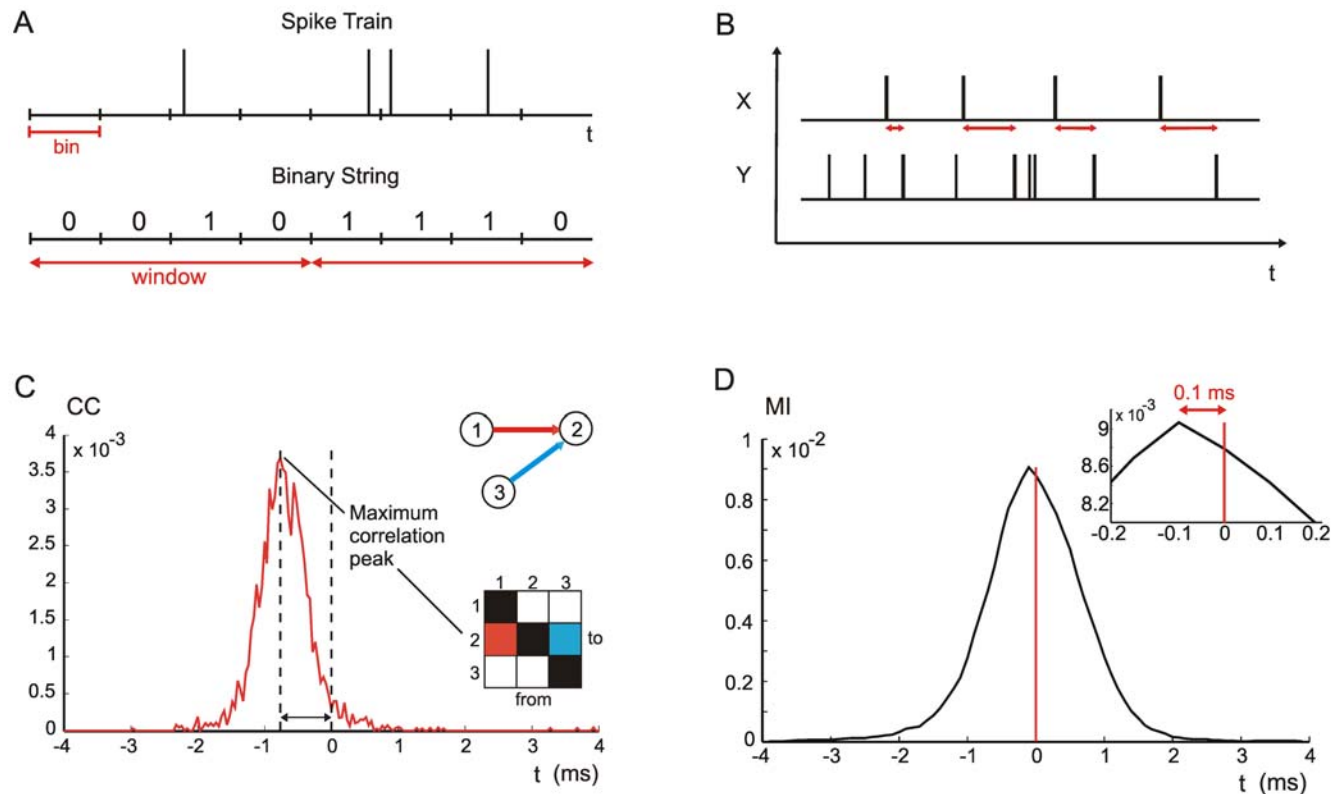 A
Spike Train
t
bin
Binary String
0 0 1 0 1 1 1 0
window
B
X
Y
t
C
CC
x 10⁻³
4
3.5
3
2.5
2
1.5
1
0.5
0
-4 -3 -2 -1 0 1 2 3 4
t (ms)
Maximum
correlation
peak
1 2
3
1 2 3
1
2 to
3
from
D
MI
x 10⁻²
1
0.8
0.6
0.4
0.2
0
-4 -3 -2 -1 0 1 2 3 4
t (ms)
0.1 ms
x 10⁻³
9
8.6
8.2
-0.2 -0.1 0 0.1 0.2